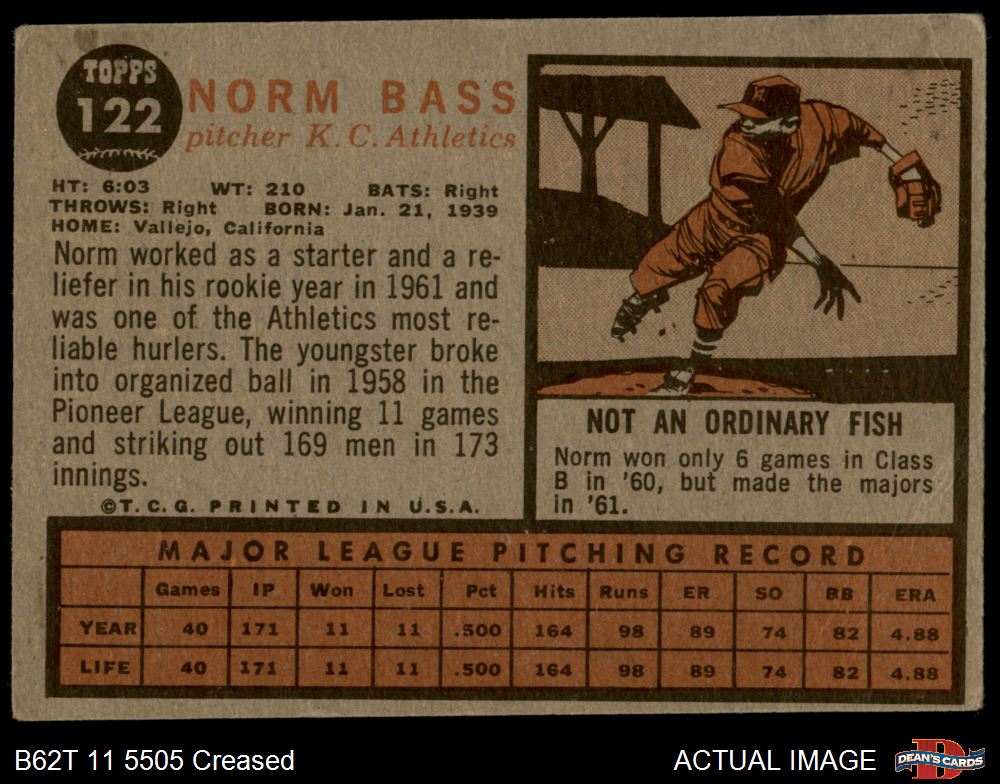 TOPPS
122
NORM BASS
pitcher K. C. Athletics
HT: 6:03 WT: 210 BATS: Right
THROWS: Right BORN: Jan. 21, 1939
HOME: Vallejo, California
Norm worked as a starter and a re-
liefer in his rookie year in 1961 and
was one of the Athletics most re-
liable hurlers. The youngster broke
into organized ball in 1958 in the
Pioneer League, winning 11 games
and striking out 169 men in 173
innings.
©T. C. G. PRINTED IN U.S.A.
K
NOT AN ORDINARY FISH
Norm won only 6 games in Class
B in '60, but made the majors
in '61.
MAJOR LEAGUE PITCHING RECORD
Games IP Won Lost Pct Hits Runs ER SO BB ERA
YEAR 40 171 11 11 .500 164 98 89 74 82 4.88
LIFE 40 171 11 11 .500 164 98 89 74 82 4.88
B62T 11 5505 Creased
ACTUAL IMAGE
D
DEAN'S CARDS